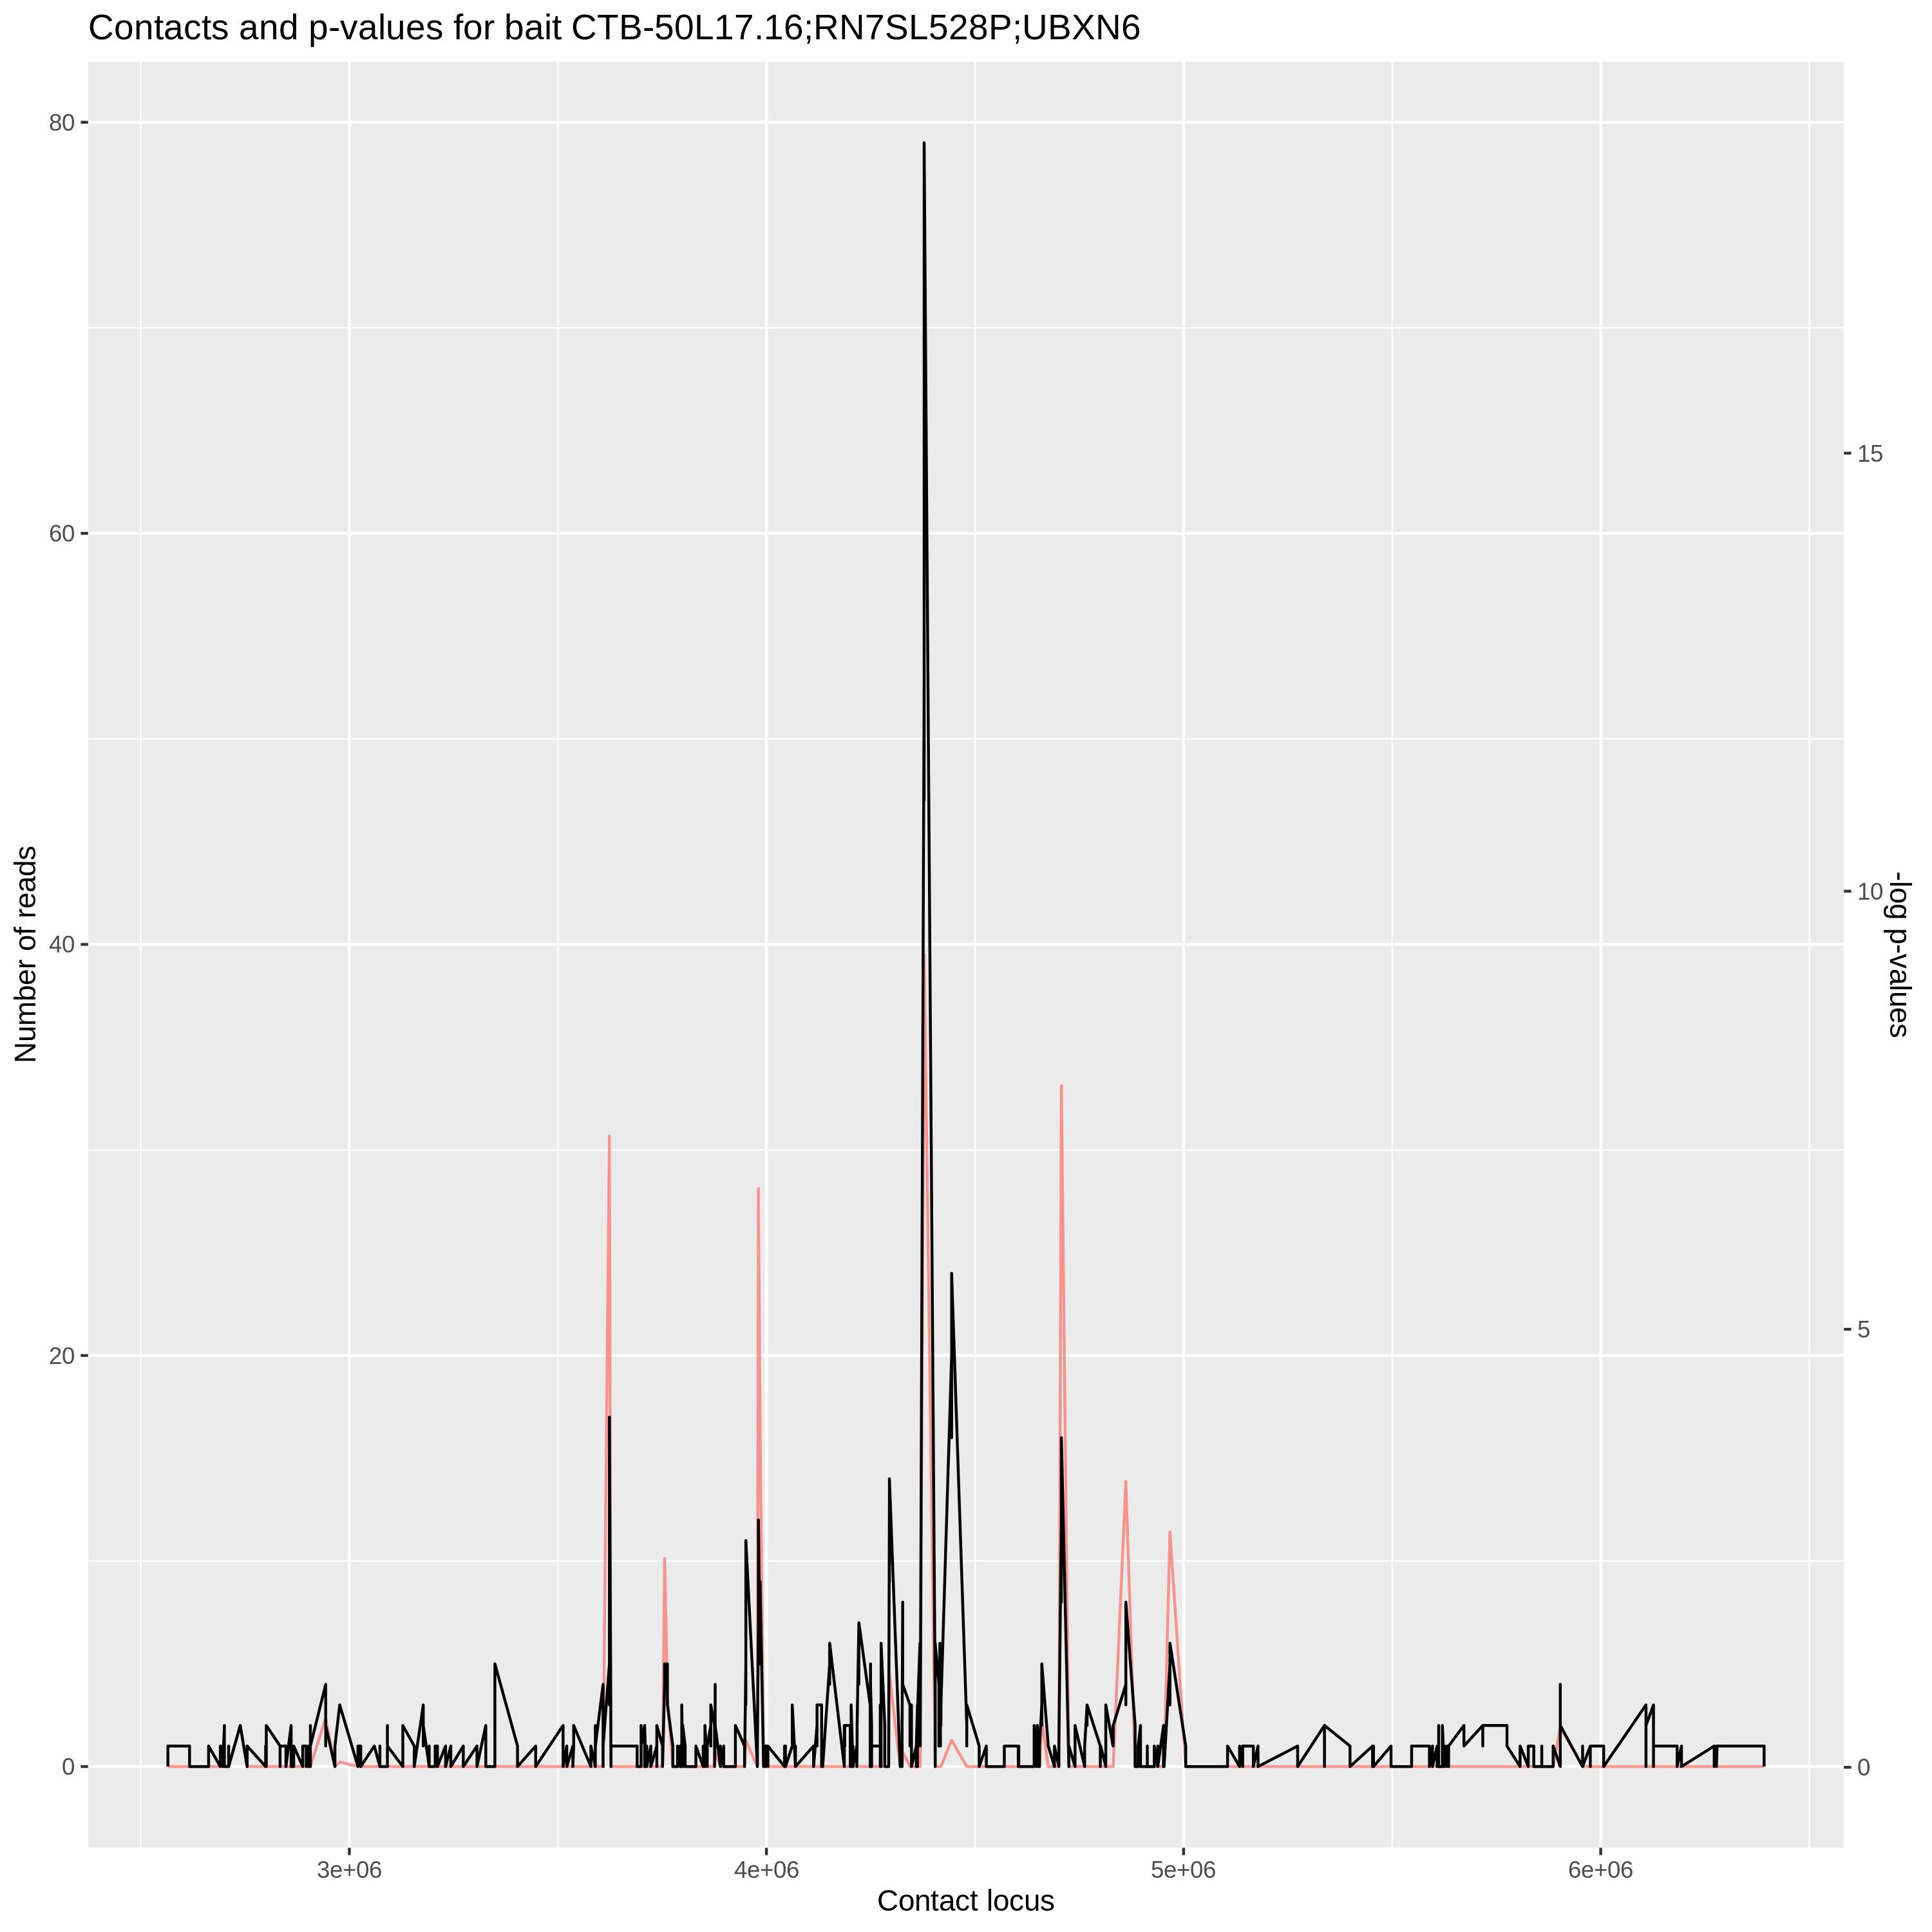 Contacts and p-values for bait CTB-50L17.16;RN7SL528P;UBXN6
80
60
40
20
0
Number of reads
15
10
5
0
-log p-values
3e+06
4e+06
5e+06
6e+06
Contact locus